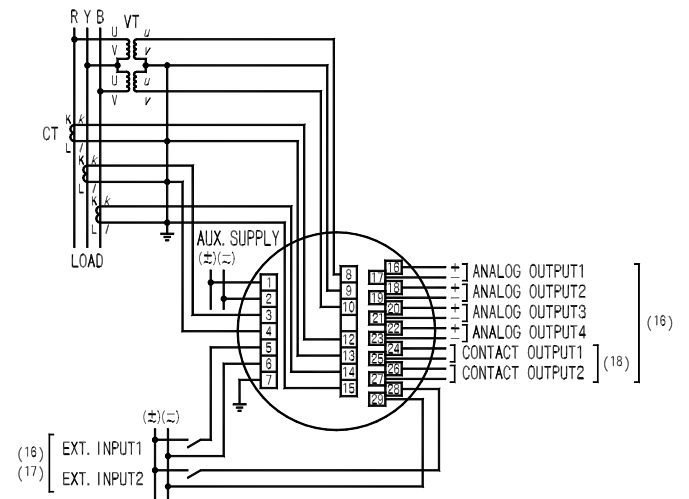 R Y B
VT
U u
V v
U u
V v
K k
CT
L l
K k
L l
K k
L l
LOAD
AUX. SUPPLY
(±)(∓)
1
2
3
4
5
6
7
8
9
10
12
13
14
15
16
17
18
19
20
21
22
23
24
25
26
27
28
29
+
− ANALOG OUTPUT1
+
− ANALOG OUTPUT2
+
− ANALOG OUTPUT3
+
− ANALOG OUTPUT4
CONTACT OUTPUT1
CONTACT OUTPUT2
(18)
(16)
(±)(∓)
(16)
(17)
EXT. INPUT1
EXT. INPUT2